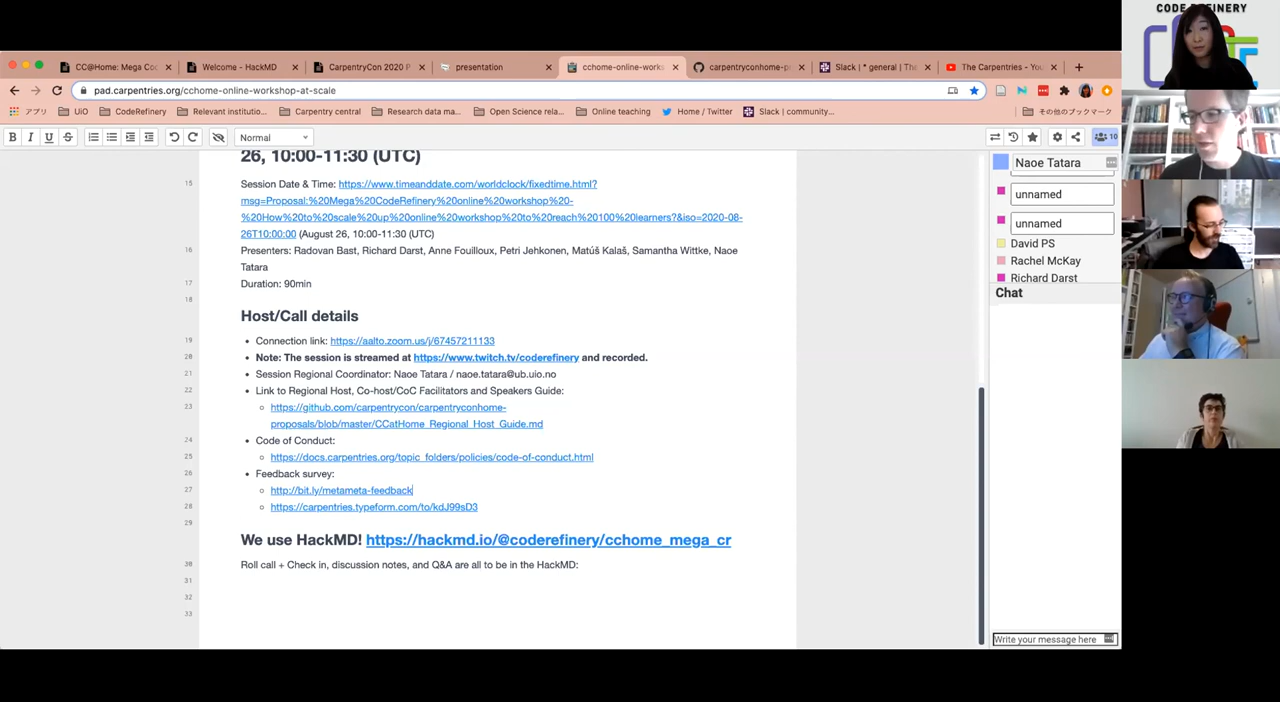 CODE REFINERY
CC@Home: Mega Co
Welcome - HackMD
CarpentryCon 2020 P
presentation
cchome-online-works
carpentryconhome-p
Slack | * general | The
The Carpentries - You
pad.carpentries.org/cchome-online-workshop-at-scale
アプリ
UiO
CodeRefinery
Relevant institutio...
Carpentry central
Research data ma...
Open Science rela...
Online teaching
Home / Twitter
Slack | community...
その他のブックマーク
B I U S
Normal
10
26, 10:00-11:30 (UTC)
15 Session Date & Time: https://www.timeanddate.com/worldclock/fixedtime.html?
msg=Proposal:%20Mega%20CodeRefinery%20online%20workshop%20-
%20How%20to%20scale%20up%20online%20workshop%20to%20reach%20100%20learners?&iso=2020-08-
26T10:00:00 (August 26, 10:00-11:30 (UTC)
16 Presenters: Radovan Bast, Richard Darst, Anne Fouilloux, Petri Jehkonen, Matúš Kalaš, Samantha Wittke, Naoe
Tatara
17 Duration: 90min
18
Host/Call details
19 • Connection link: https://aalto.zoom.us/j/67457211133
20 • Note: The session is streamed at https://www.twitch.tv/coderefinery and recorded.
21 • Session Regional Coordinator: Naoe Tatara / naoe.tatara@ub.uio.no
22 • Link to Regional Host, Co-host/CoC Facilitators and Speakers Guide:
23 ○ https://github.com/carpentrycon/carpentryconhome-
proposals/blob/master/CCatHome_Regional_Host_Guide.md
24 • Code of Conduct:
25 ○ https://docs.carpentries.org/topic_folders/policies/code-of-conduct.html
26 • Feedback survey:
27 ○ http://bit.ly/metameta-feedback
28 ○ https://carpentries.typeform.com/to/kdJ99sD3
29
We use HackMD! https://hackmd.io/@coderefinery/cchome_mega_cr
30 Roll call + Check in, discussion notes, and Q&A are all to be in the HackMD:
31
32
33
Naoe Tatara
unnamed
unnamed
David PS
Rachel McKay
Richard Darst
Chat
Write your message here